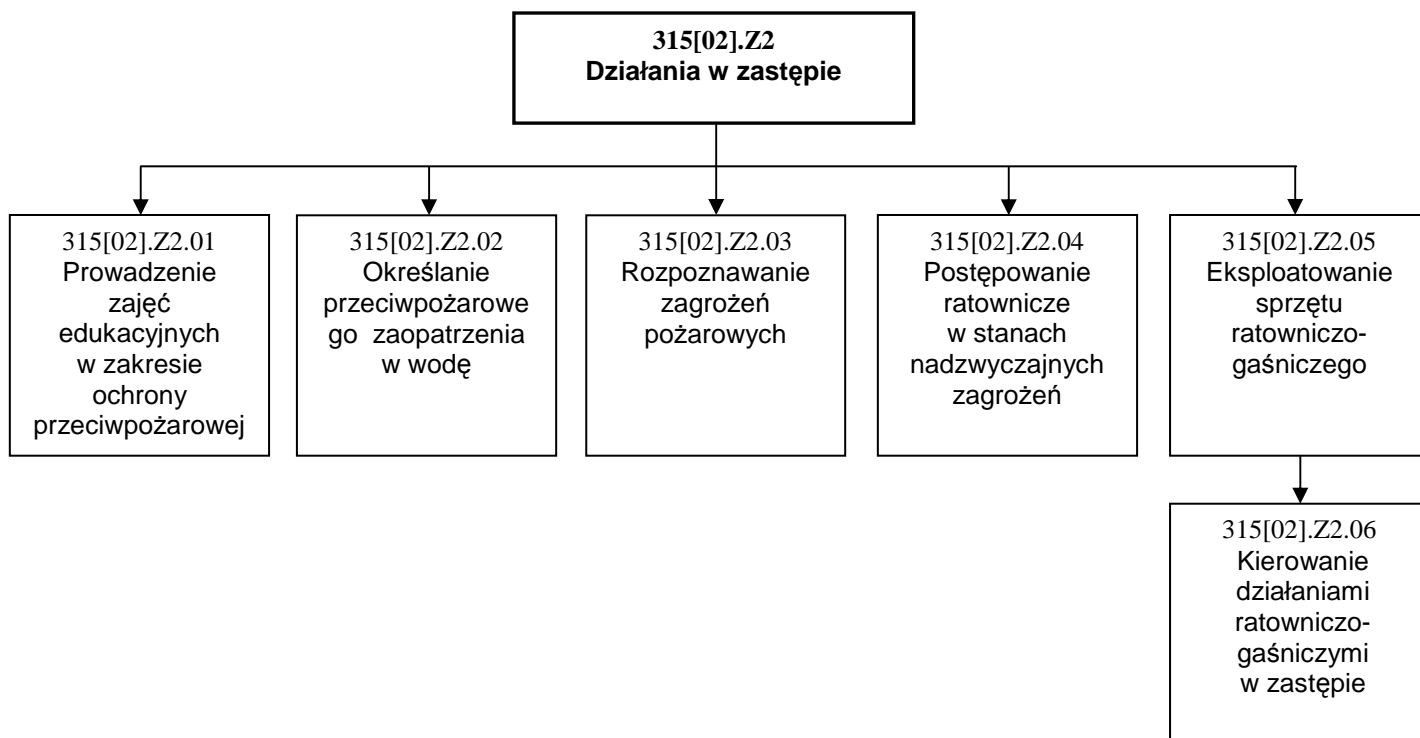 315[02].Z2
Działania w zastępie
315[02].Z2.01
Prowadzenie
zajęć
edukacyjnych
w zakresie
ochrony
przeciwpożarowej
315[02].Z2.02
Określanie
przeciwpożarowe
go zaopatrzenia
w wodę
315[02].Z2.03
Rozpoznawanie
zagrożeń
pożarowych
315[02].Z2.04
Postępowanie
ratownicze
w stanach
nadzwyczajnych
zagrożeń
315[02].Z2.05
Eksploatowanie
sprzętu
ratowniczo-
gaśniczego
315[02].Z2.06
Kierowanie
działaniami
ratowniczo-
gaśniczymi
w zastępie